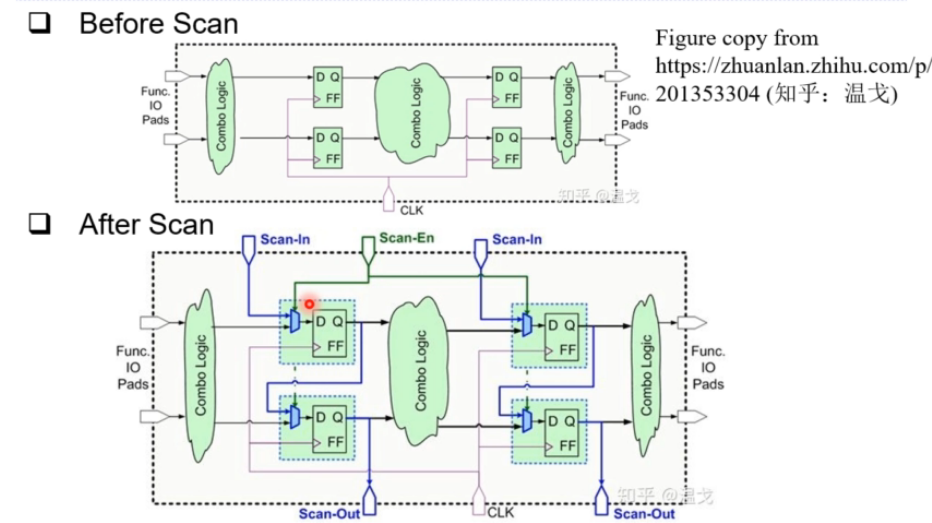 ❑ Before Scan
Figure copy from
https://zhuanlan.zhihu.com/p/
201353304 (知乎：温戈)
Func.
IO
Pads
Combo Logic
D Q
FF
D Q
FF
Combo Logic
D Q
FF
D Q
FF
Combo Logic
Func.
IO
Pads
CLK
知乎 @温戈
❑ After Scan
Scan-In
Scan-En
Scan-In
Func.
IO
Pads
Combo Logic
D Q
FF
D Q
FF
Combo Logic
D Q
FF
D Q
FF
Combo Logic
Func.
IO
Pads
Scan-Out
CLK
Scan-Out
知乎 @温戈